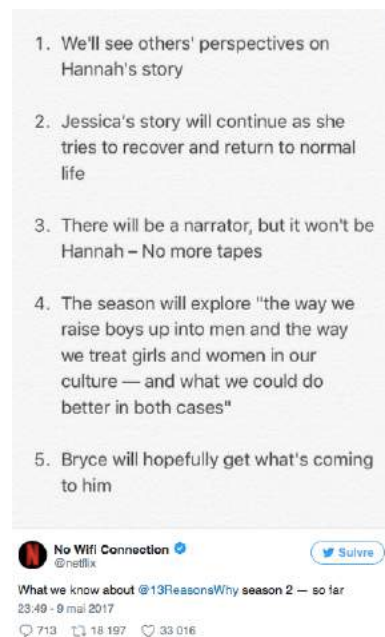 1. We'll see others' perspectives on
Hannah's story
2. Jessica's story will continue as she
tries to recover and return to normal
life
3. There will be a narrator, but it won't be
Hannah – No more tapes
4. The season will explore "the way we
raise boys up into men and the way
we treat girls and women in our
culture — and what we could do
better in both cases"
5. Bryce will hopefully get what's coming
to him
No Wifi Connection
@netflix
Suivre
What we know about @13ReasonsWhy season 2 — so far
23:49 - 9 mai 2017
713 18 197 33 016